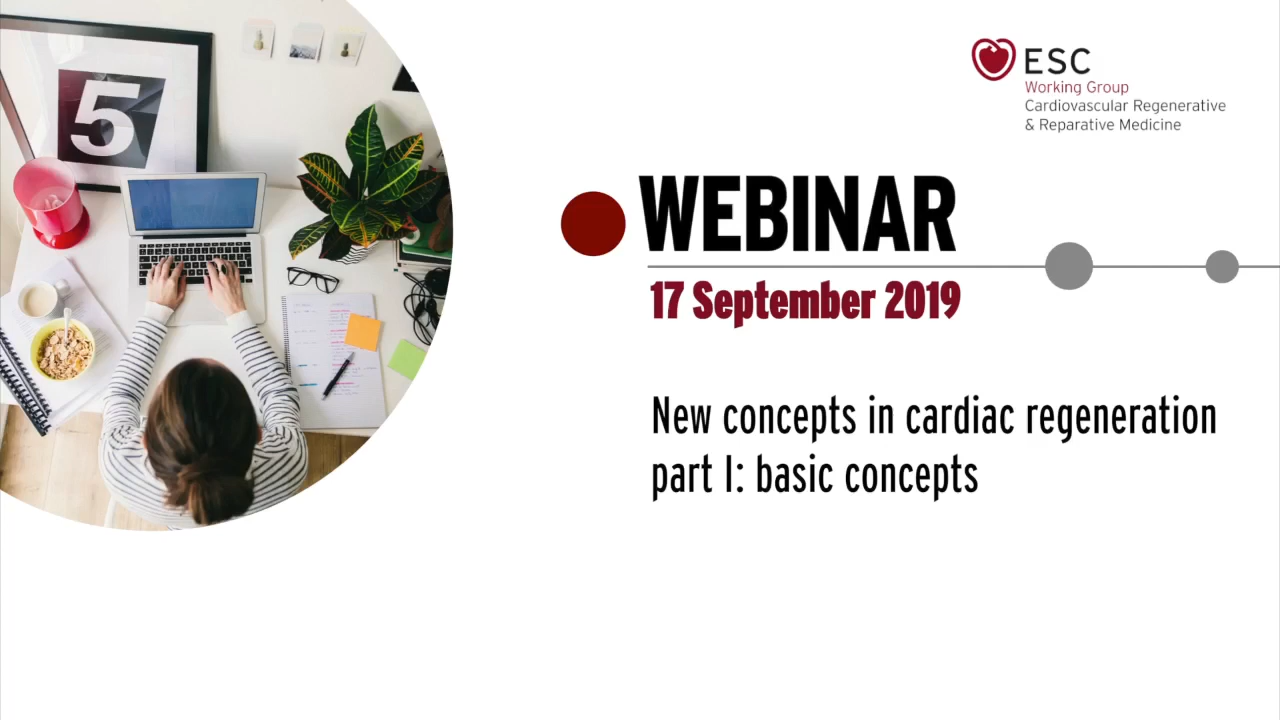 5
ESC
Working Group
Cardiovascular Regenerative
& Reparative Medicine
WEBINAR
17 September 2019
New concepts in cardiac regeneration
part I: basic concepts